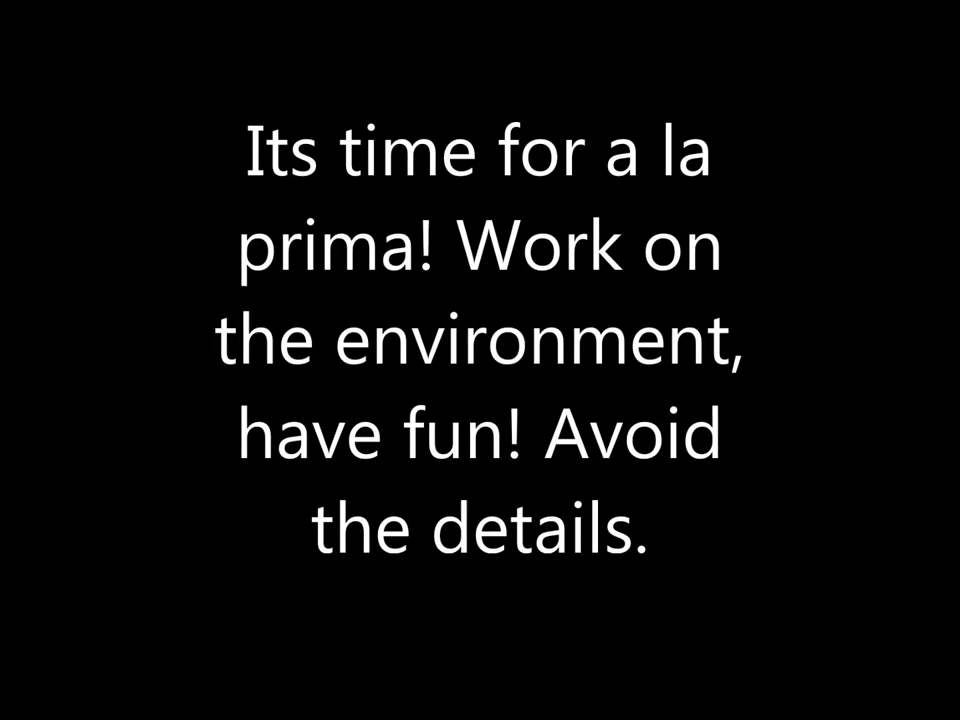 Its time for a la
prima! Work on
the environment,
have fun! Avoid
the details.